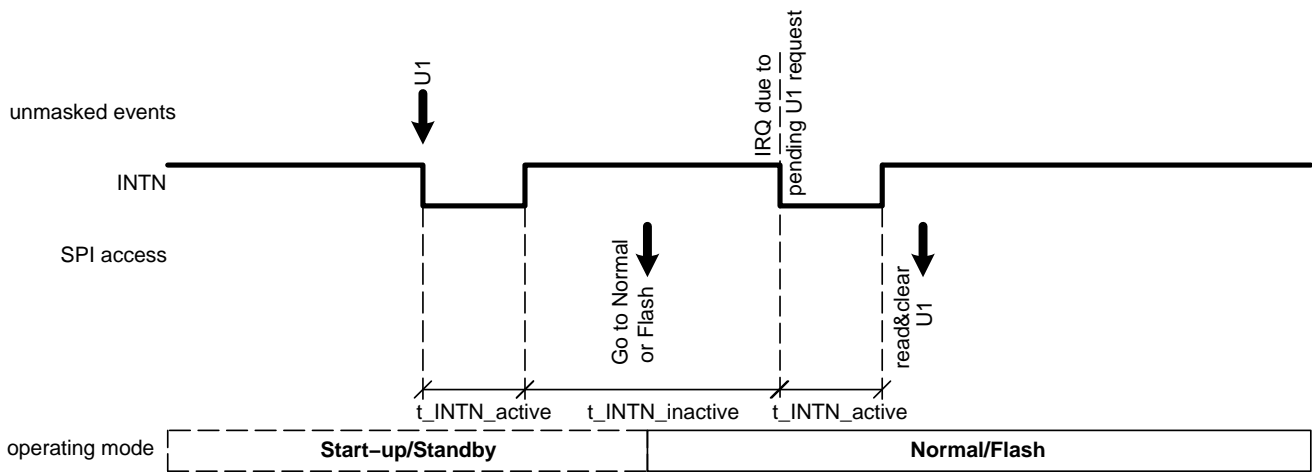 U1
IRQ due to
pending U1 request
unmasked events
INTN
SPI access
Go to Normal
or Flash
read&clear
U1
t_INTN_active
t_INTN_inactive
t_INTN_active
operating mode
Start−up/Standby
Normal/Flash